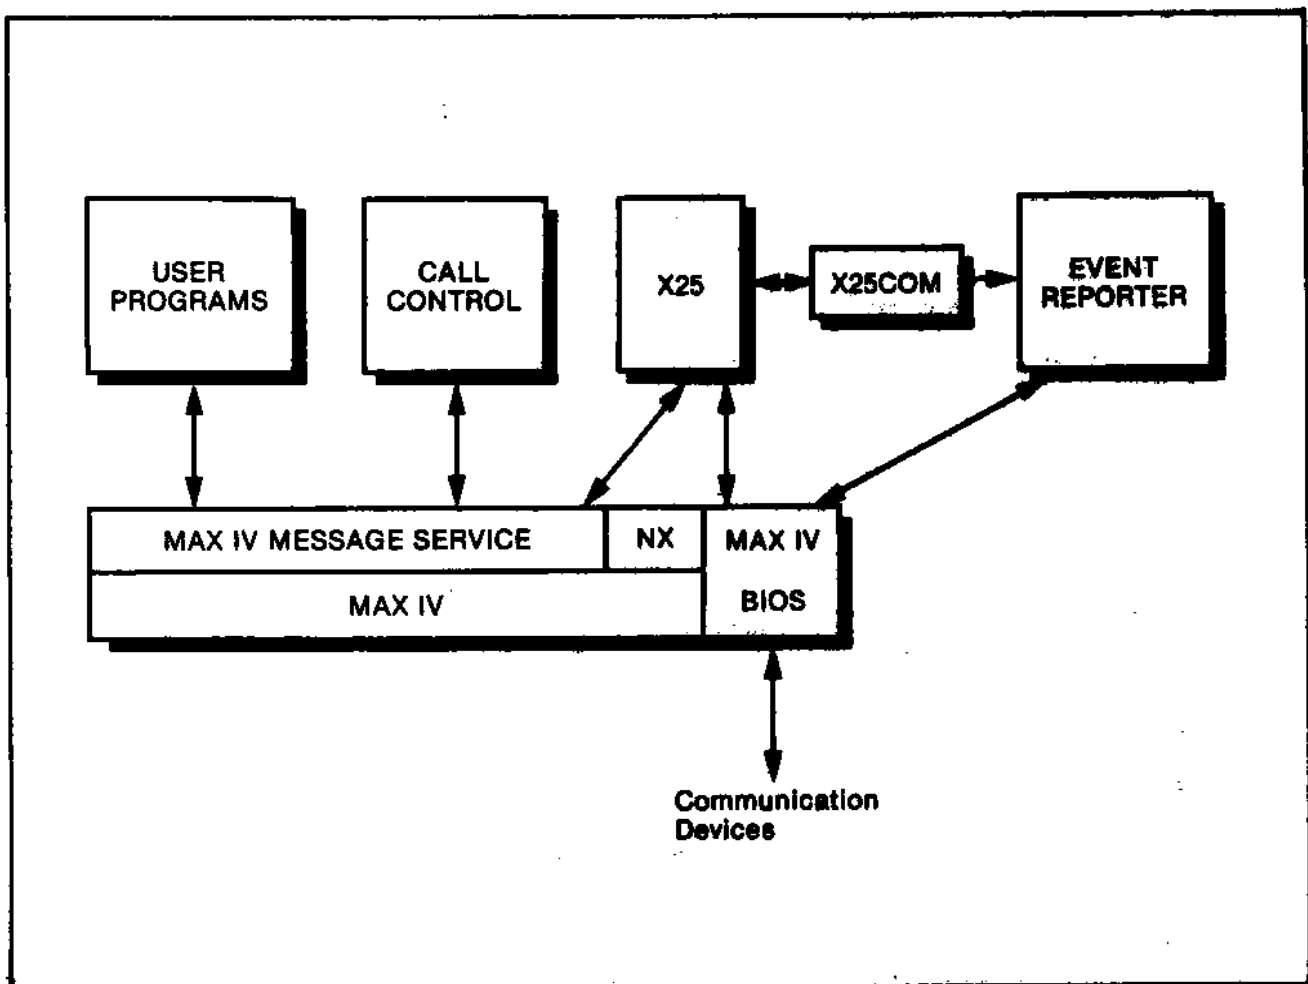 USER
PROGRAMS
CALL
CONTROL
X25
X25COM
EVENT
REPORTER
MAX IV MESSAGE SERVICE
NX
MAX IV
BIOS
MAX IV
Communication
Devices